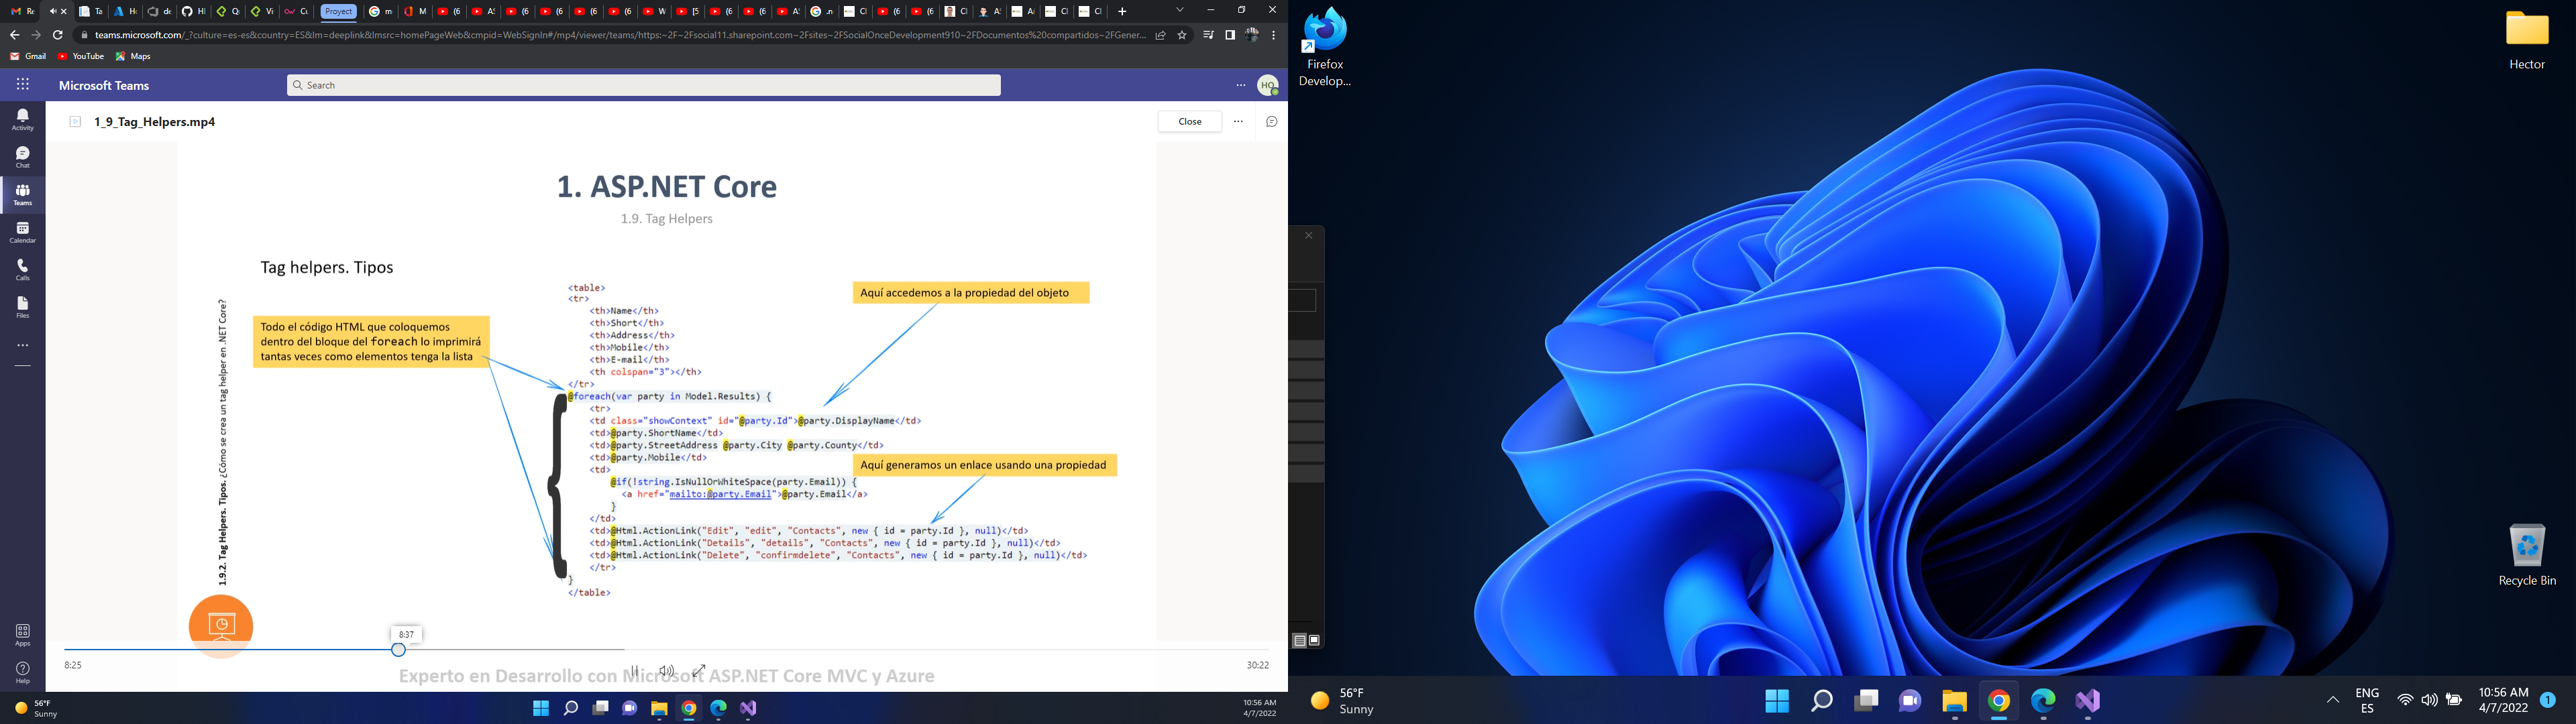 Proyect
teams.microsoft.com/_?culture=es-es&country=ES&lm=deeplink&lmsrc=homePageWeb&cmpid=WebSignIn#/mp4/viewer/teams/https:~2F~2Fsocial11.sharepoint.com~2Fsites~2FSocialOnceDevelopment910~2FDocumentos%20compartidos~2FGener...
Gmail YouTube Maps
Microsoft Teams
Search
HO
Activity
Chat
Teams
Calendar
Calls
Files
...
Apps
Help
1_9_Tag_Helpers.mp4
Close
1. ASP.NET Core
1.9. Tag Helpers
Tag helpers. Tipos
1.9.2. Tag Helpers. Tipos. ¿Cómo se crea un tag helper en .NET Core?
Todo el código HTML que coloquemos
dentro del bloque del foreach lo imprimirá
tantas veces como elementos tenga la lista
Aquí accedemos a la propiedad del objeto
Aquí generamos un enlace usando una propiedad
<table>
<tr>
<th>Name</th>
<th>Short</th>
<th>Address</th>
<th>Mobile</th>
<th>E-mail</th>
<th colspan="3"></th>
</tr>
@foreach(var party in Model.Results) {
<tr>
<td class="showContext" id="@party.Id">@party.DisplayName</td>
<td>@party.ShortName</td>
<td>@party.StreetAddress @party.City @party.County</td>
<td>@party.Mobile</td>
<td>
@if(!string.IsNullOrWhiteSpace(party.Email)) {
<a href="mailto:@party.Email">@party.Email</a>
}
</td>
<td>@Html.ActionLink("Edit", "edit", "Contacts", new { id = party.Id }, null)</td>
<td>@Html.ActionLink("Details", "details", "Contacts", new { id = party.Id }, null)</td>
<td>@Html.ActionLink("Delete", "confirmdelete", "Contacts", new { id = party.Id }, null)</td>
</tr>
}
</table>
8:37
8:25
30:22
Experto en Desarrollo con Microsoft ASP.NET Core MVC y Azure
56°F
Sunny
10:56 AM
4/7/2022
Firefox
Develop...
Hector
Recycle Bin
56°F
Sunny
ENG
ES
10:56 AM
4/7/2022
1